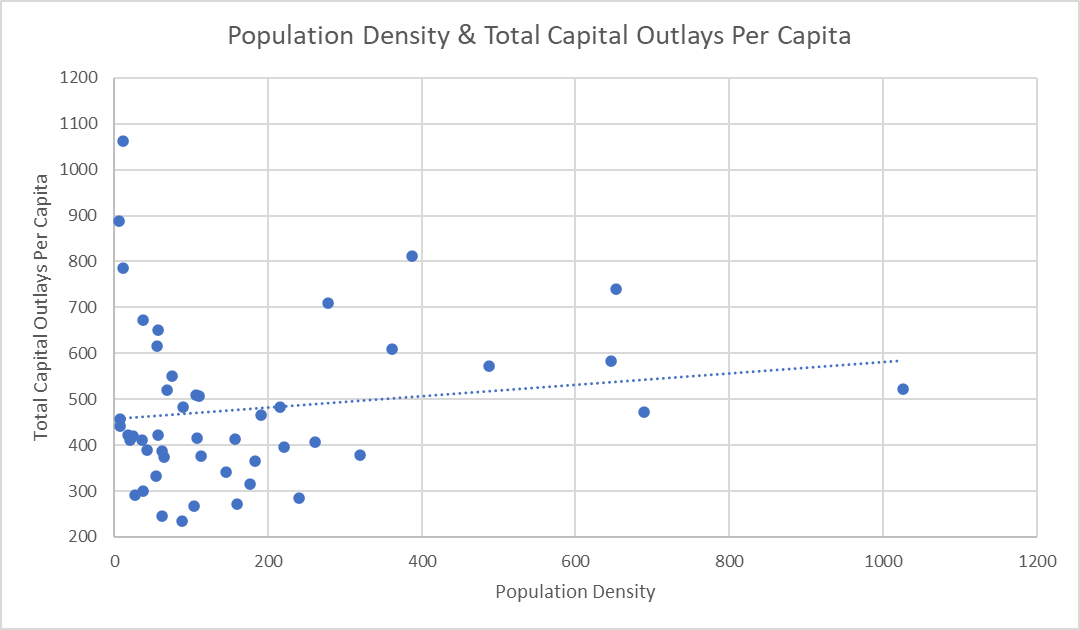 Population Density & Total Capital Outlays Per Capita
Total Capital Outlays Per Capita
1200
1100
1000
900
800
700
600
500
400
300
200
0 200 400 600 800 1000 1200
Population Density